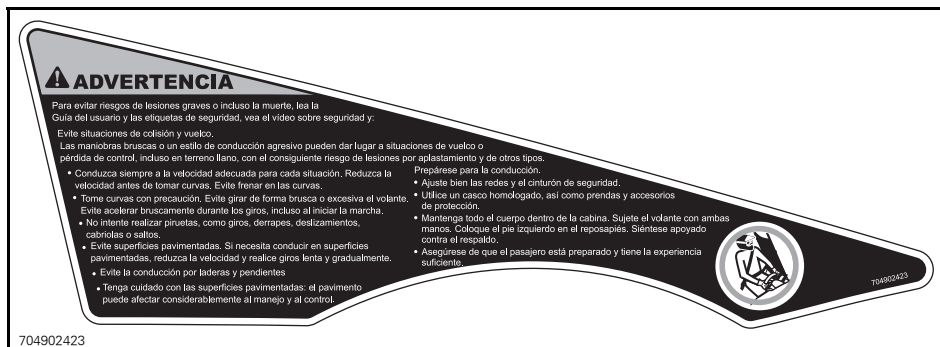 ADVERTENCIA
Para evitar riesgos de lesiones graves o incluso la muerte, lea la
Guía del usuario y las etiquetas de seguridad, vea el vídeo sobre seguridad y:
Evite situaciones de colisión y vuelco.
Las maniobras bruscas o un estilo de conducción agresivo pueden dar lugar a situaciones de vuelco o
pérdida de control, incluso en terreno llano, con el consiguiente riesgo de lesiones por aplastamiento y de otros tipos.
• Conduzca siempre a la velocidad adecuada para cada situación. Reduzca la
velocidad antes de tomar curvas. Evite frenar en las curvas.
• Tome curvas con precaución. Evite girar de forma brusca o excesiva el volante.
Evite acelerar bruscamente durante los giros, incluso al iniciar la marcha.
• No intente realizar piruetas, como giros, derrapes, deslizamientos,
cabriolas o saltos.
• Evite superficies pavimentadas. Si necesita conducir en superficies
pavimentadas, reduzca la velocidad y realice giros lenta y gradualmente.
• Evite la conducción por laderas y pendientes
• Tenga cuidado con las superficies pavimentadas: el pavimento
puede afectar considerablemente al manejo y al control.
Prepárese para la conducción.
• Ajuste bien las redes y el cinturón de seguridad.
• Utilice un casco homologado, así como prendas y accesorios
de protección.
• Mantenga todo el cuerpo dentro de la cabina. Sujete el volante con ambas
manos. Coloque el pie izquierdo en el reposapiés. Siéntese apoyado
contra el respaldo.
• Asegúrese de que el pasajero está preparado y tiene la experiencia
suficiente.
704902423
704902423